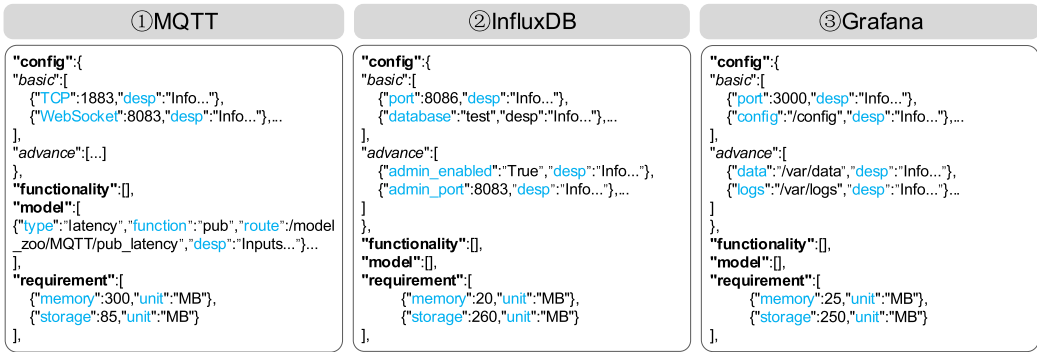 ①MQTT
"config":{
"basic":[
{"TCP":1883,"desp":"Info..."},
{"WebSocket":8083,"desp":"Info..."},...
],
"advance":[...]
},
"functionality":[],
"model":[
{"type":"latency","function":"pub","route":/model
_zoo/MQTT/pub_latency","desp":"Inputs..."}...
],
"requirement":[
{"memory":300,"unit":"MB"},
{"storage":85,"unit":"MB"}
],
②InfluxDB
"config":{
"basic":[
{"port":8086,"desp":"Info..."},
{"database":"test","desp":"Info..."},...
],
"advance":[
{"admin_enabled":"True","desp":"Info..."},
{"admin_port":8083,"desp":"Info..."},...
]
},
"functionality":[],
"model":[],
"requirement":[
{"memory":20,"unit":"MB"},
{"storage":260,"unit":"MB"}
],
③Grafana
"config":{
"basic":[
{"port":3000,"desp":"Info..."},
{"config":"/config","desp":"Info..."},...
],
"advance":[
{"data":"/var/data","desp":"Info..."},
{"logs":"/var/logs","desp":"Info..."}...
]
},
"functionality":[],
"model":[],
"requirement":[
{"memory":25,"unit":"MB"},
{"storage":250,"unit":"MB"}
],